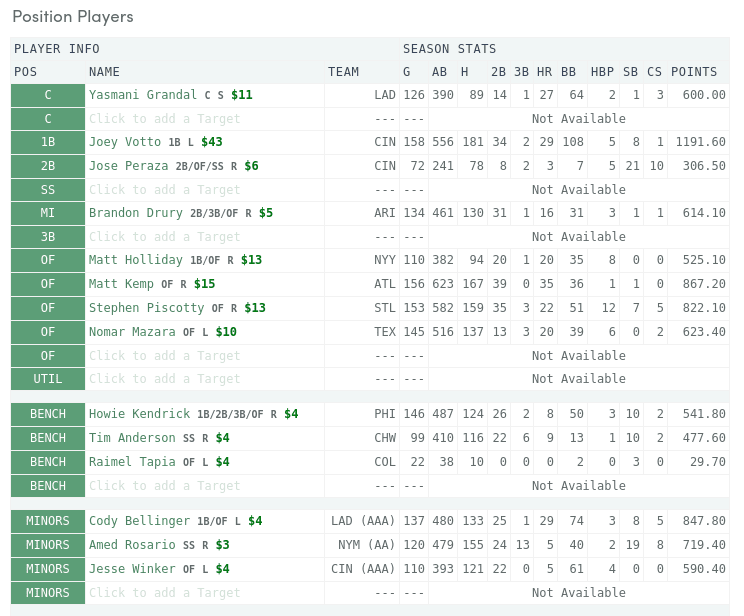 Position Players
PLAYER INFO SEASON STATS
POS NAME TEAM G AB H 2B 3B HR BB HBP SB CS POINTS
C Yasmani Grandal C S $11 LAD 126 390 89 14 1 27 64 2 1 3 600.00
C Click to add a Target --- --- Not Available
1B Joey Votto 1B L $43 CIN 158 556 181 34 2 29 108 5 8 1 1191.60
2B Jose Peraza 2B/OF/SS R $6 CIN 72 241 78 8 2 3 7 5 21 10 306.50
SS Click to add a Target --- --- Not Available
MI Brandon Drury 2B/3B/OF R $5 ARI 134 461 130 31 1 16 31 3 1 1 614.10
3B Click to add a Target --- --- Not Available
OF Matt Holliday 1B/OF R $13 NYY 110 382 94 20 1 20 35 8 0 0 525.10
OF Matt Kemp OF R $15 ATL 156 623 167 39 0 35 36 1 1 0 867.20
OF Stephen Piscotty OF R $13 STL 153 582 159 35 3 22 51 12 7 5 822.10
OF Nomar Mazara OF L $10 TEX 145 516 137 13 3 20 39 6 0 2 623.40
OF Click to add a Target --- --- Not Available
UTIL Click to add a Target --- --- Not Available
BENCH Howie Kendrick 1B/2B/3B/OF R $4 PHI 146 487 124 26 2 8 50 3 10 2 541.80
BENCH Tim Anderson SS R $4 CHW 99 410 116 22 6 9 13 1 10 2 477.60
BENCH Raimel Tapia OF L $4 COL 22 38 10 0 0 0 2 0 3 0 29.70
BENCH Click to add a Target --- --- Not Available
MINORS Cody Bellinger 1B/OF L $4 LAD (AAA) 137 480 133 25 1 29 74 3 8 5 847.80
MINORS Amed Rosario SS R $3 NYM (AA) 120 479 155 24 13 5 40 2 19 8 719.40
MINORS Jesse Winker OF L $4 CIN (AAA) 110 393 121 22 0 5 61 4 0 0 590.40
MINORS Click to add a Target --- --- Not Available